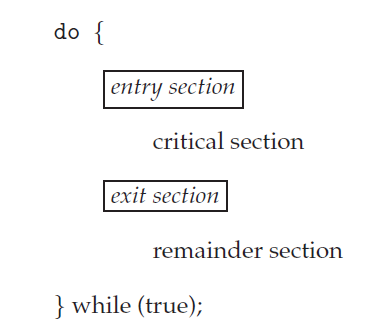 do {
entry section
critical section
exit section
remainder section
} while (true);